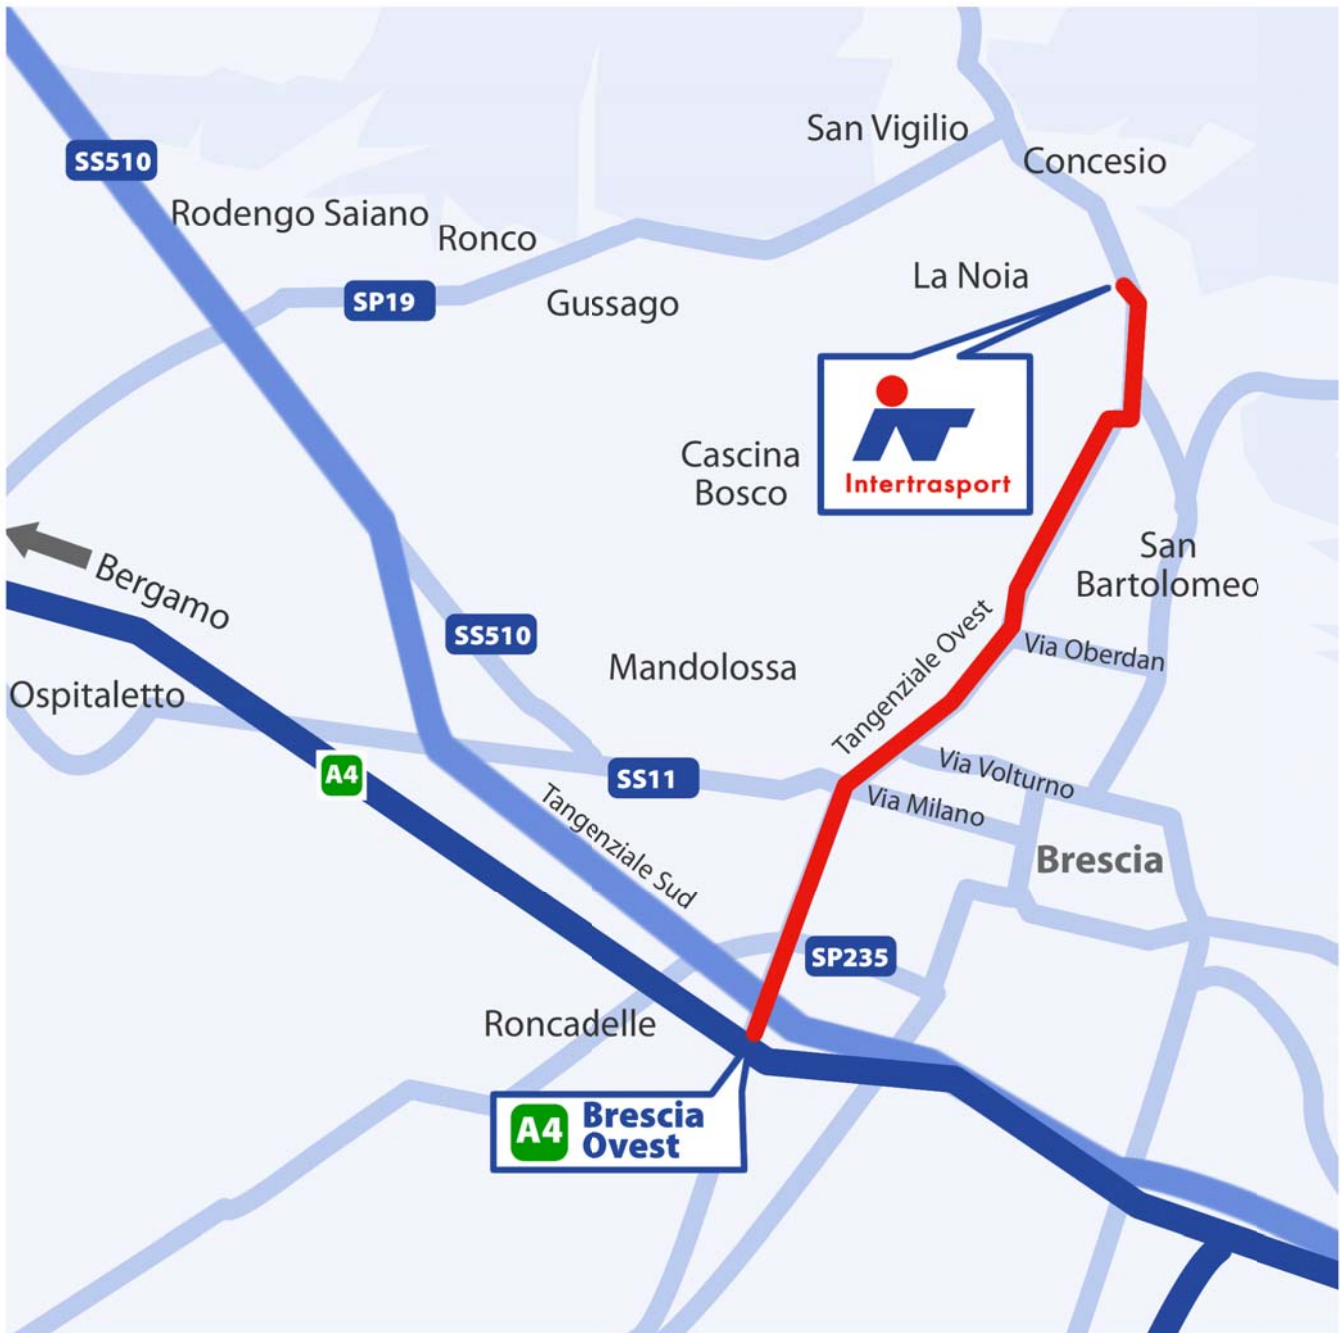 San Vigilio
Concesio
SS510
Rodengo Saiano
Ronco
La Noia
SP19
Gussago
Cascina
Bosco
Intertrasport
San
Bartolomeo
Bergamo
SS510
Tangenziale Ovest
Via Oberdan
Mandolossa
Ospitaletto
A4
SS11
Via Volturno
Via Milano
Tangenziale Sud
Brescia
SP235
Roncadelle
A4
Brescia
Ovest